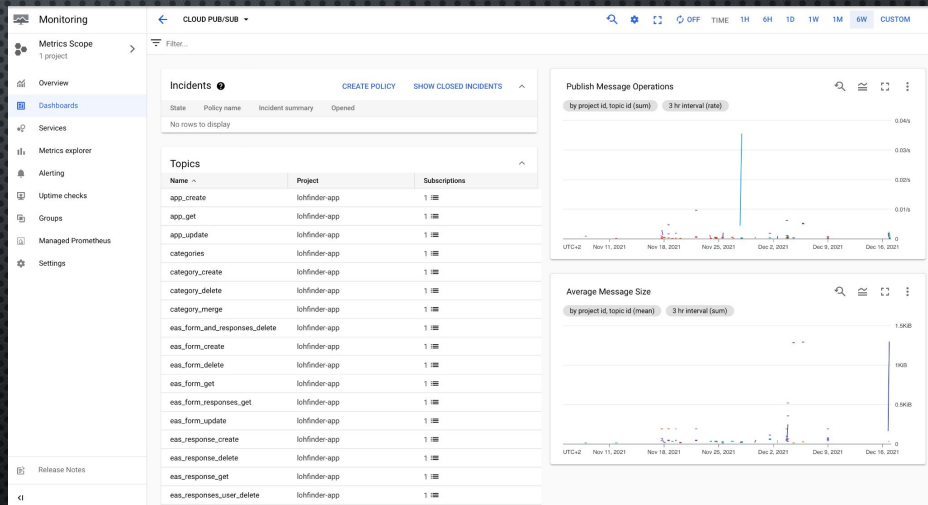 Monitoring
CLOUD PUB/SUB
OFF TIME 1H 6H 1D 1W 1M 6W CUSTOM
Metrics Scope
1 project
Filter...
Overview
Dashboards
Services
Metrics explorer
Alerting
Uptime checks
Groups
Managed Prometheus
Settings
Release Notes
Incidents
CREATE POLICY SHOW CLOSED INCIDENTS
State Policy name Incident summary Opened
No rows to display
Topics
Name Project Subscriptions
app_create lohfinder-app 1
app_get lohfinder-app 1
app_update lohfinder-app 1
categories lohfinder-app 1
category_create lohfinder-app 1
category_delete lohfinder-app 1
category_merge lohfinder-app 1
eas_form_and_responses_delete lohfinder-app 1
eas_form_create lohfinder-app 1
eas_form_delete lohfinder-app 1
eas_form_get lohfinder-app 1
eas_form_responses_get lohfinder-app 1
eas_form_update lohfinder-app 1
eas_response_create lohfinder-app 1
eas_response_delete lohfinder-app 1
eas_response_get lohfinder-app 1
eas_responses_user_delete lohfinder-app 1
Publish Message Operations
by project id, topic id (sum) 3 hr interval (rate)
0.04/s
0.03/s
0.02/s
0.01/s
0
UTC+2 Nov 11, 2021 Nov 18, 2021 Nov 25, 2021 Dec 2, 2021 Dec 9, 2021 Dec 16, 2021
Average Message Size
by project id, topic id (mean) 3 hr interval (sum)
1.5KiB
1KiB
0.5KiB
0
UTC+2 Nov 11, 2021 Nov 18, 2021 Nov 25, 2021 Dec 2, 2021 Dec 9, 2021 Dec 16, 2021